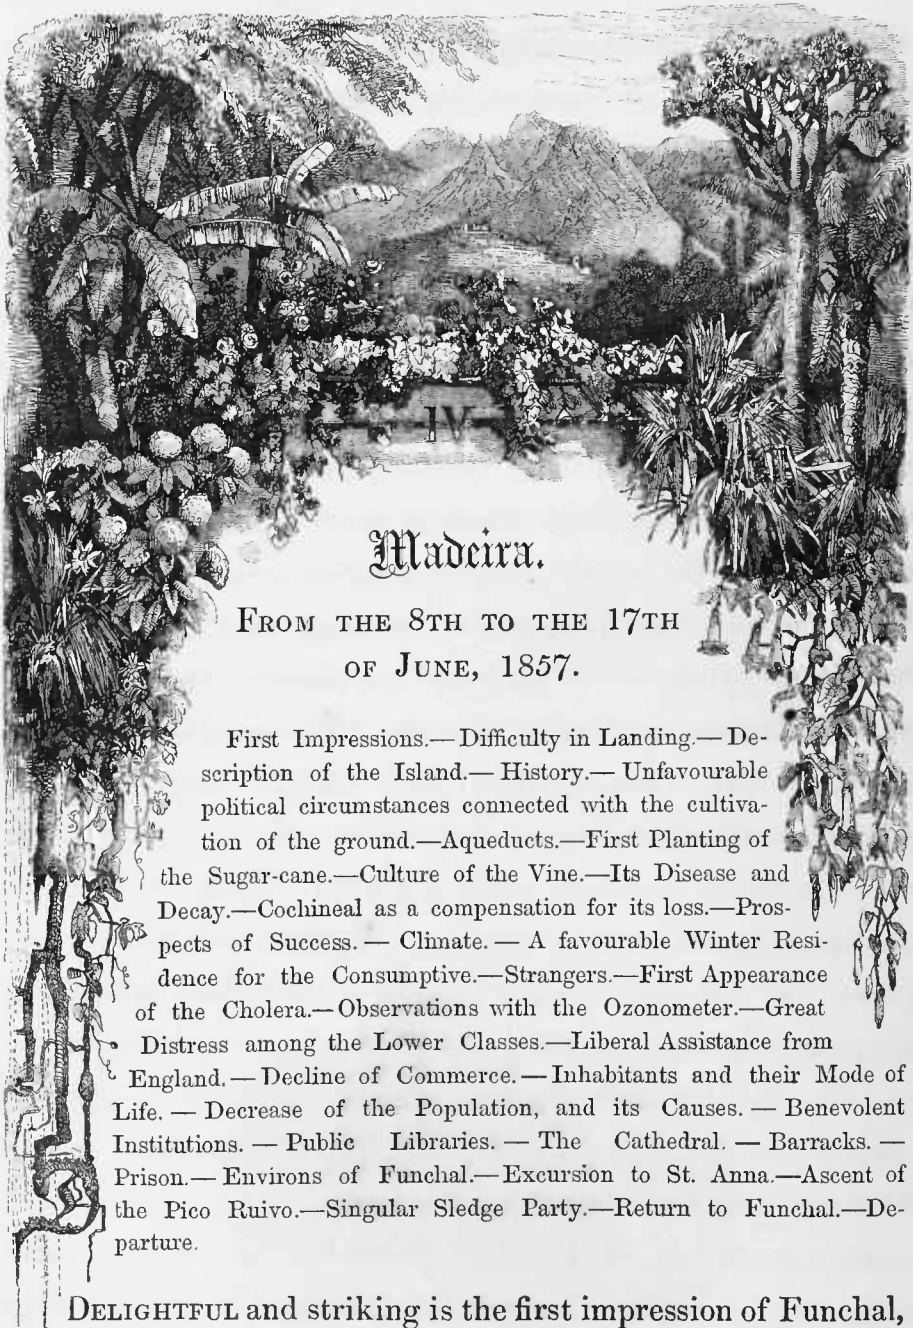 IV
Madeira.
FROM THE 8TH TO THE 17TH
OF JUNE, 1857.
First Impressions.—Difficulty in Landing.—De-
scription of the Island.—History.—Unfavourable
political circumstances connected with the cultiva-
tion of the ground.—Aqueducts.—First Planting of
the Sugar-cane.—Culture of the Vine.—Its Disease and
Decay.—Cochineal as a compensation for its loss.—Pros-
pects of Success.—Climate.—A favourable Winter Resi-
dence for the Consumptive.—Strangers.—First Appearance
of the Cholera.—Observations with the Ozonometer.—Great
Distress among the Lower Classes.—Liberal Assistance from
England.—Decline of Commerce.—Inhabitants and their Mode of
Life.—Decrease of the Population, and its Causes.—Benevolent
Institutions.—Public Libraries.—The Cathedral.—Barracks.—
Prison.—Environs of Funchal.—Excursion to St. Anna.—Ascent of
the Pico Ruivo.—Singular Sledge Party.—Return to Funchal.—De-
parture.
DELIGHTFUL and striking is the first impression of Funchal,